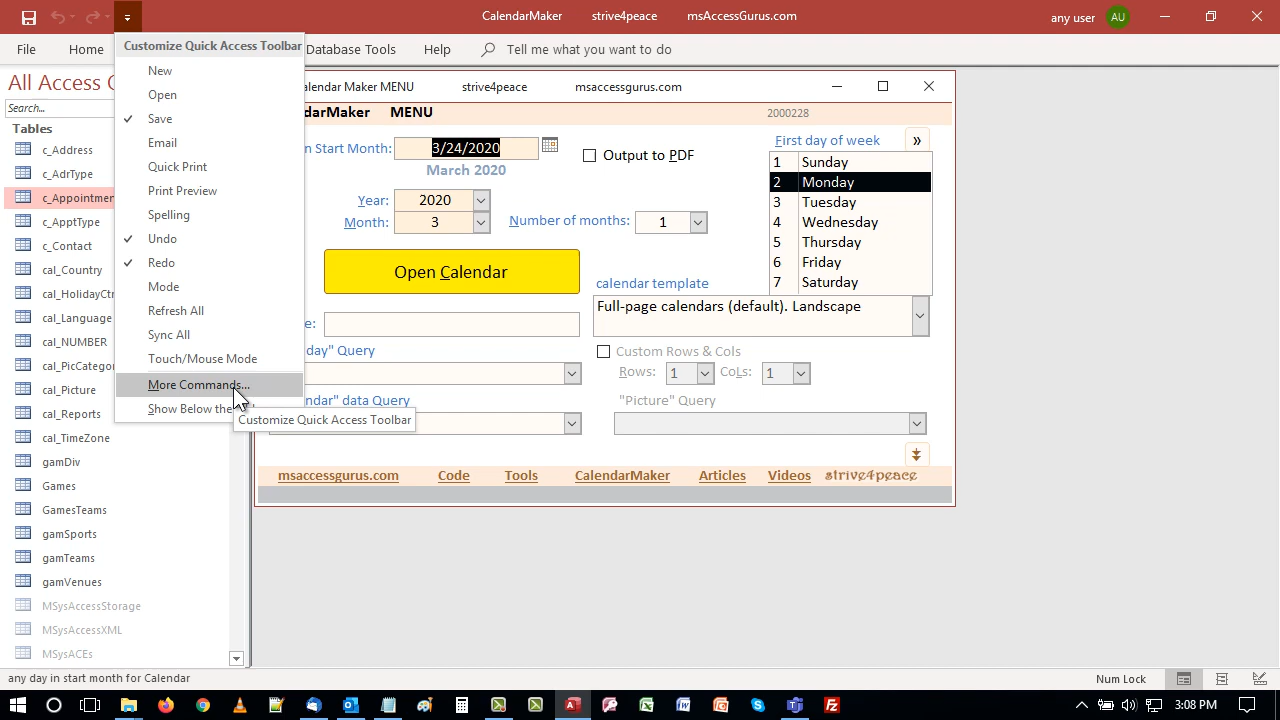 CalendarMaker strive4peace msAccessGurus.com any user AU
File Home Database Tools Help Tell me what you want to do
Customize Quick Access Toolbar
New
Open
Save
Email
Quick Print
Print Preview
Spelling
Undo
Redo
Mode
Refresh All
Sync All
Touch/Mouse Mode
More Commands...
Show Below the
Customize Quick Access Toolbar
All Access
Search...
Tables
c_Address
c_AdrType
c_Appointmen
c_ApptType
c_Contact
cal_Country
cal_HolidayCtr
cal_Language
cal_NUMBER
cal_PicCatego
cal_Picture
cal_Reports
cal_TimeZone
gamDiv
Games
GamesTeams
gamSports
gamTeams
gamVenues
MSysAccessStorage
MSysAccessXML
MSysACEs
alendar Maker MENU strive4peace msaccessgurus.com
darMaker MENU 2000228
n Start Month: 3/24/2020 Output to PDF
March 2020
Year: 2020
Month: 3 Number of months: 1
First day of week »
1 Sunday
2 Monday
3 Tuesday
4 Wednesday
5 Thursday
6 Friday
7 Saturday
Open Calendar
calendar template
Full-page calendars (default). Landscape
e:
day" Query Custom Rows & Cols
Rows: 1 CoLs: 1
ndar" data Query "Picture" Query
msaccessgurus.com Code Tools CalendarMaker Articles Videos strive4peace
any day in start month for Calendar Num Lock
3:08 PM